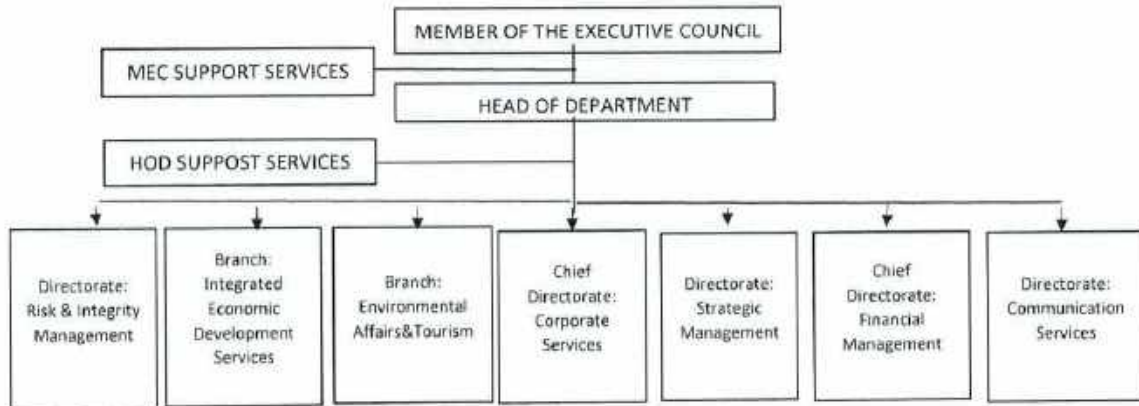 MEMBER OF THE EXECUTIVE COUNCIL
MEC SUPPORT SERVICES
HEAD OF DEPARTMENT
HOD SUPPOST SERVICES
Directorate:
Risk & Integrity
Management
Branch:
Integrated
Economic
Development
Services
Branch:
Environmental
Affairs&Tourism
Chief
Directorate:
Corporate
Services
Directorate:
Strategic
Management
Chief
Directorate:
Financial
Management
Directorate:
Communication
Services